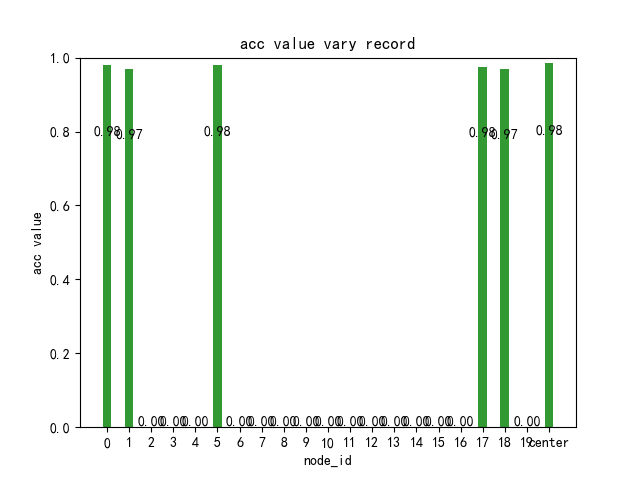 acc value vary record
1.0
0.8
0.6
0.4
0.2
0.0
acc value
0.98 0.97 0.98 0.98 0.97 0.98
0.00 0.00 0.00 0.00 0.00 0.00 0.00 0.00 0.00 0.00 0.00 0.00 0.00 0.00 0.00
0 1 2 3 4 5 6 7 8 9 10 11 12 13 14 15 16 17 18 19 center
node_id